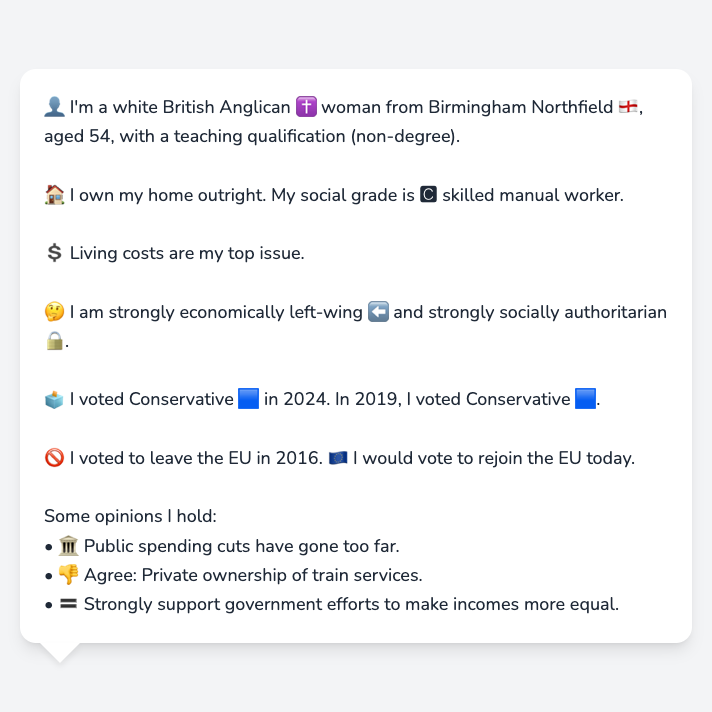 👤 I'm a white British Anglican ✝️ woman from Birmingham Northfield 🏴󠁧󠁢󠁥󠁮󠁧󠁿,
aged 54, with a teaching qualification (non-degree).
🏠 I own my home outright. My social grade is 🅲 skilled manual worker.
💲 Living costs are my top issue.
🤔 I am strongly economically left-wing ⬅️ and strongly socially authoritarian
🔒.
🗳️ I voted Conservative 🟦 in 2024. In 2019, I voted Conservative 🟦.
🚫 I voted to leave the EU in 2016. 🇪🇺 I would vote to rejoin the EU today.
Some opinions I hold:
• 🏛️ Public spending cuts have gone too far.
• 👎 Agree: Private ownership of train services.
• 🟰 Strongly support government efforts to make incomes more equal.